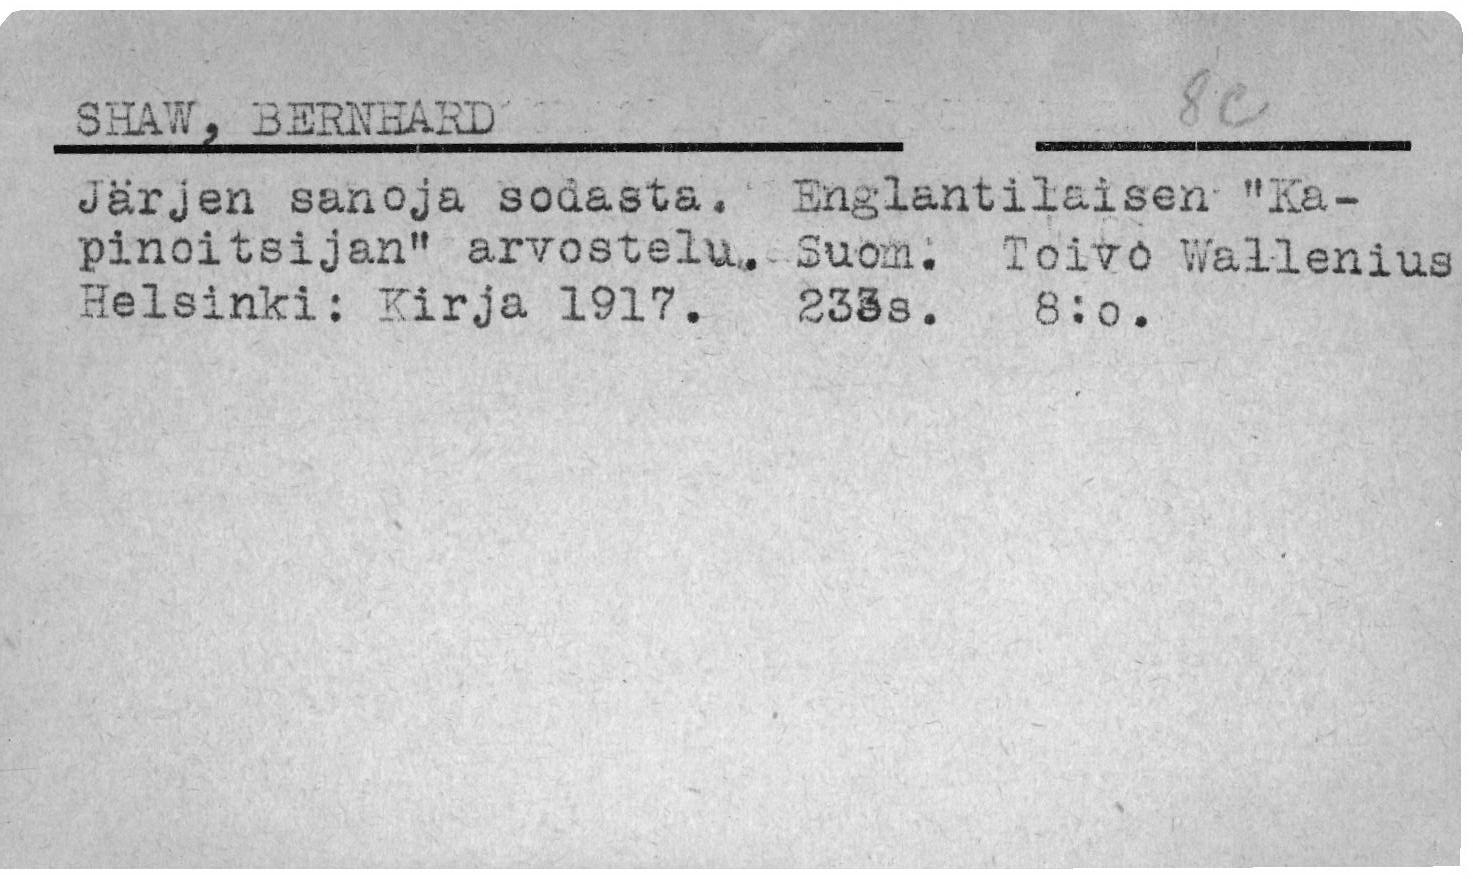 SHAW, BERNHARD
8c
Järjen sanoja sodasta. Englantilaisen "Ka-
pinoitsijan" arvostelu. Suom. Toivo Wallenius
Helsinki: Kirja 1917. 233s. 8:o.